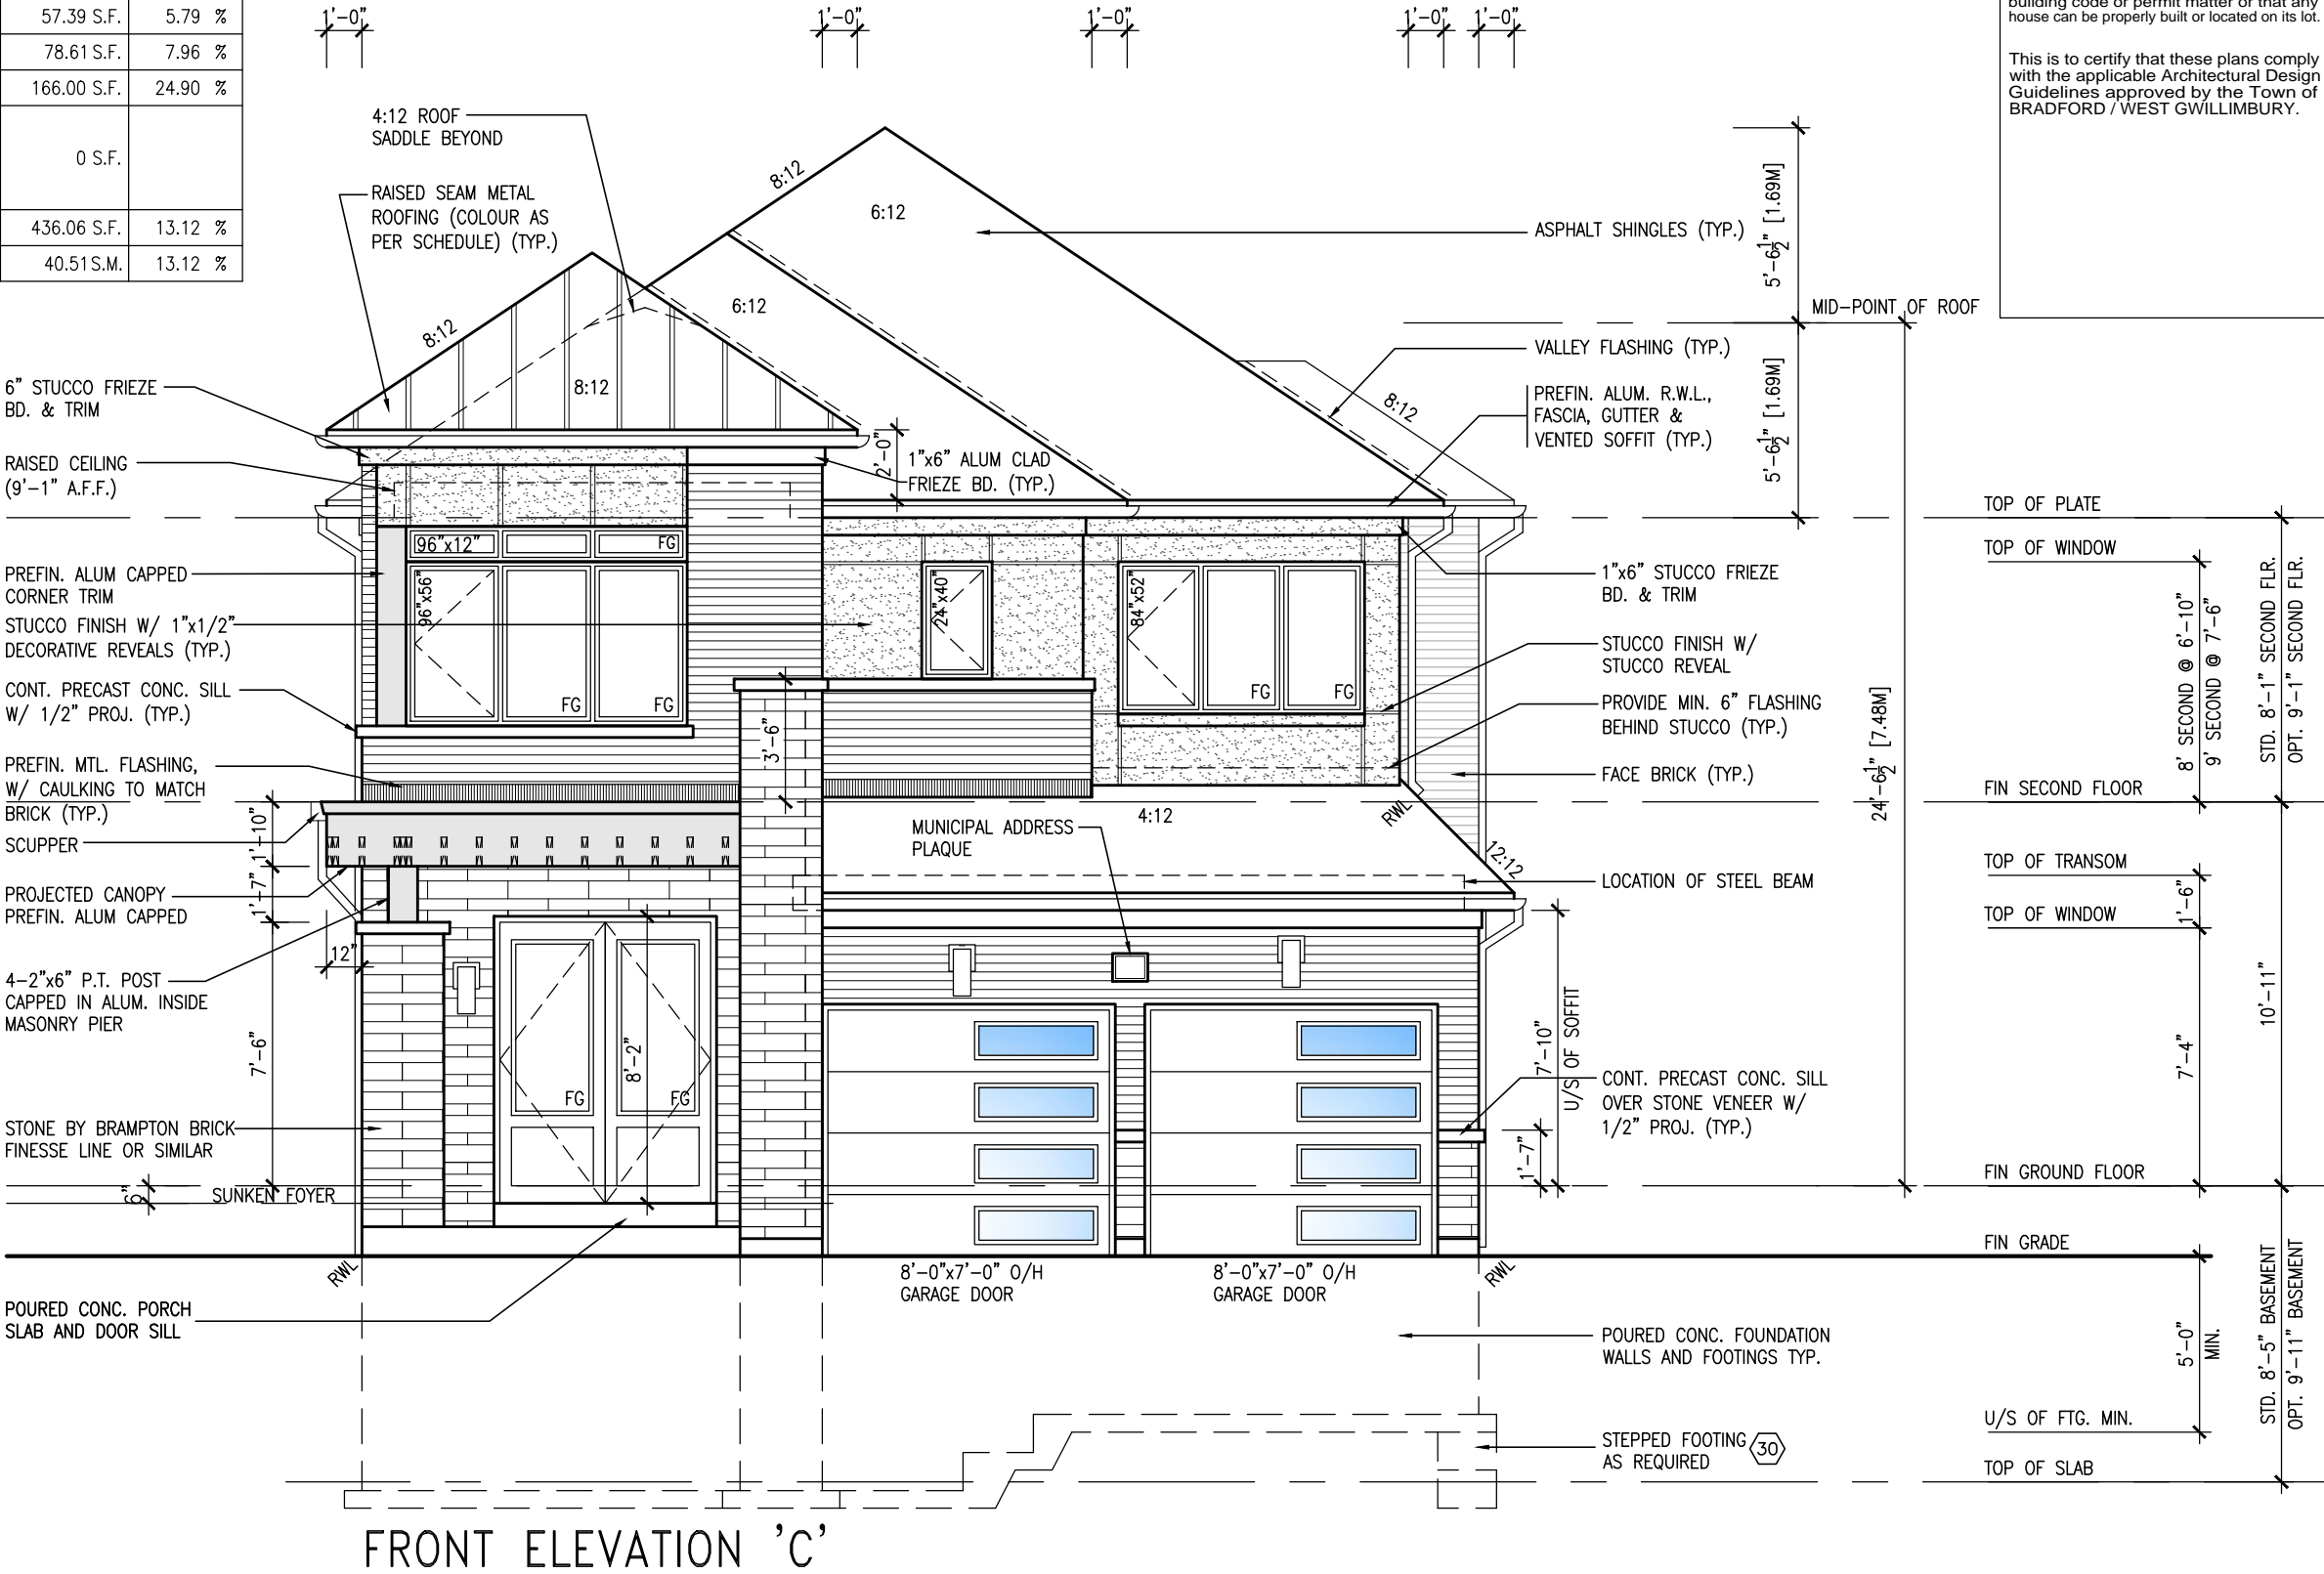 57.39 S.F. 5.79 %
78.61 S.F. 7.96 %
166.00 S.F. 24.90 %
0 S.F.
436.06 S.F. 13.12 %
40.51 S.M. 13.12 %
1'-0" 1'-0" 1'-0" 1'-0" 1'-0"
building code or permit matter or that any
house can be properly built or located on its lot.
This is to certify that these plans comply
with the applicable Architectural Design
Guidelines approved by the Town of
BRADFORD / WEST GWILLIMBURY.
4:12 ROOF
SADDLE BEYOND
RAISED SEAM METAL
ROOFING (COLOUR AS
PER SCHEDULE) (TYP.)
8:12
6:12
6:12
8:12
8:12
8:12
6" STUCCO FRIEZE
BD. & TRIM
RAISED CEILING
(9'-1" A.F.F.)
PREFIN. ALUM CAPPED
CORNER TRIM
STUCCO FINISH W/ 1"x1/2"
DECORATIVE REVEALS (TYP.)
CONT. PRECAST CONC. SILL
W/ 1/2" PROJ. (TYP.)
PREFIN. MTL. FLASHING,
W/ CAULKING TO MATCH
BRICK (TYP.)
SCUPPER
PROJECTED CANOPY
PREFIN. ALUM CAPPED
4-2"x6" P.T. POST
CAPPED IN ALUM. INSIDE
MASONRY PIER
STONE BY BRAMPTON BRICK
FINESSE LINE OR SIMILAR
6"
SUNKEN FOYER
POURED CONC. PORCH
SLAB AND DOOR SILL
1'-10"
1'-7"
7'-6"
12"
2'-0"
1"x6" ALUM CLAD
FRIEZE BD. (TYP.)
96"x12"
FG
96"x56"
FG FG
24"x40"
84"x52"
FG FG
3'-6"
4:12
RWL
12:12
MUNICIPAL ADDRESS
PLAQUE
8'-2"
FG FG
RWL
8'-0"x7'-0" O/H
GARAGE DOOR
8'-0"x7'-0" O/H
GARAGE DOOR
RWL
ASPHALT SHINGLES (TYP.)
VALLEY FLASHING (TYP.)
PREFIN. ALUM. R.W.L.,
FASCIA, GUTTER &
VENTED SOFFIT (TYP.)
1"x6" STUCCO FRIEZE
BD. & TRIM
STUCCO FINISH W/
STUCCO REVEAL
PROVIDE MIN. 6" FLASHING
BEHIND STUCCO (TYP.)
FACE BRICK (TYP.)
LOCATION OF STEEL BEAM
7'-10"
U/S OF SOFFIT
1'-7"
CONT. PRECAST CONC. SILL
OVER STONE VENEER W/
1/2" PROJ. (TYP.)
POURED CONC. FOUNDATION
WALLS AND FOOTINGS TYP.
STEPPED FOOTING
AS REQUIRED
30
5'-6 1/2" [1.69M]
MID-POINT OF ROOF
5'-6 1/2" [1.69M]
24'-6 1/2" [7.48M]
TOP OF PLATE
TOP OF WINDOW
8' SECOND @ 6'-10"
9' SECOND @ 7'-6"
STD. 8'-1" SECOND FLR.
OPT. 9'-1" SECOND FLR.
FIN SECOND FLOOR
TOP OF TRANSOM
1'-6"
TOP OF WINDOW
7'-4"
10'-11"
FIN GROUND FLOOR
FIN GRADE
5'-0"
MIN.
STD. 8'-5" BASEMENT
OPT. 9'-11" BASEMENT
U/S OF FTG. MIN.
TOP OF SLAB
FRONT ELEVATION 'C'